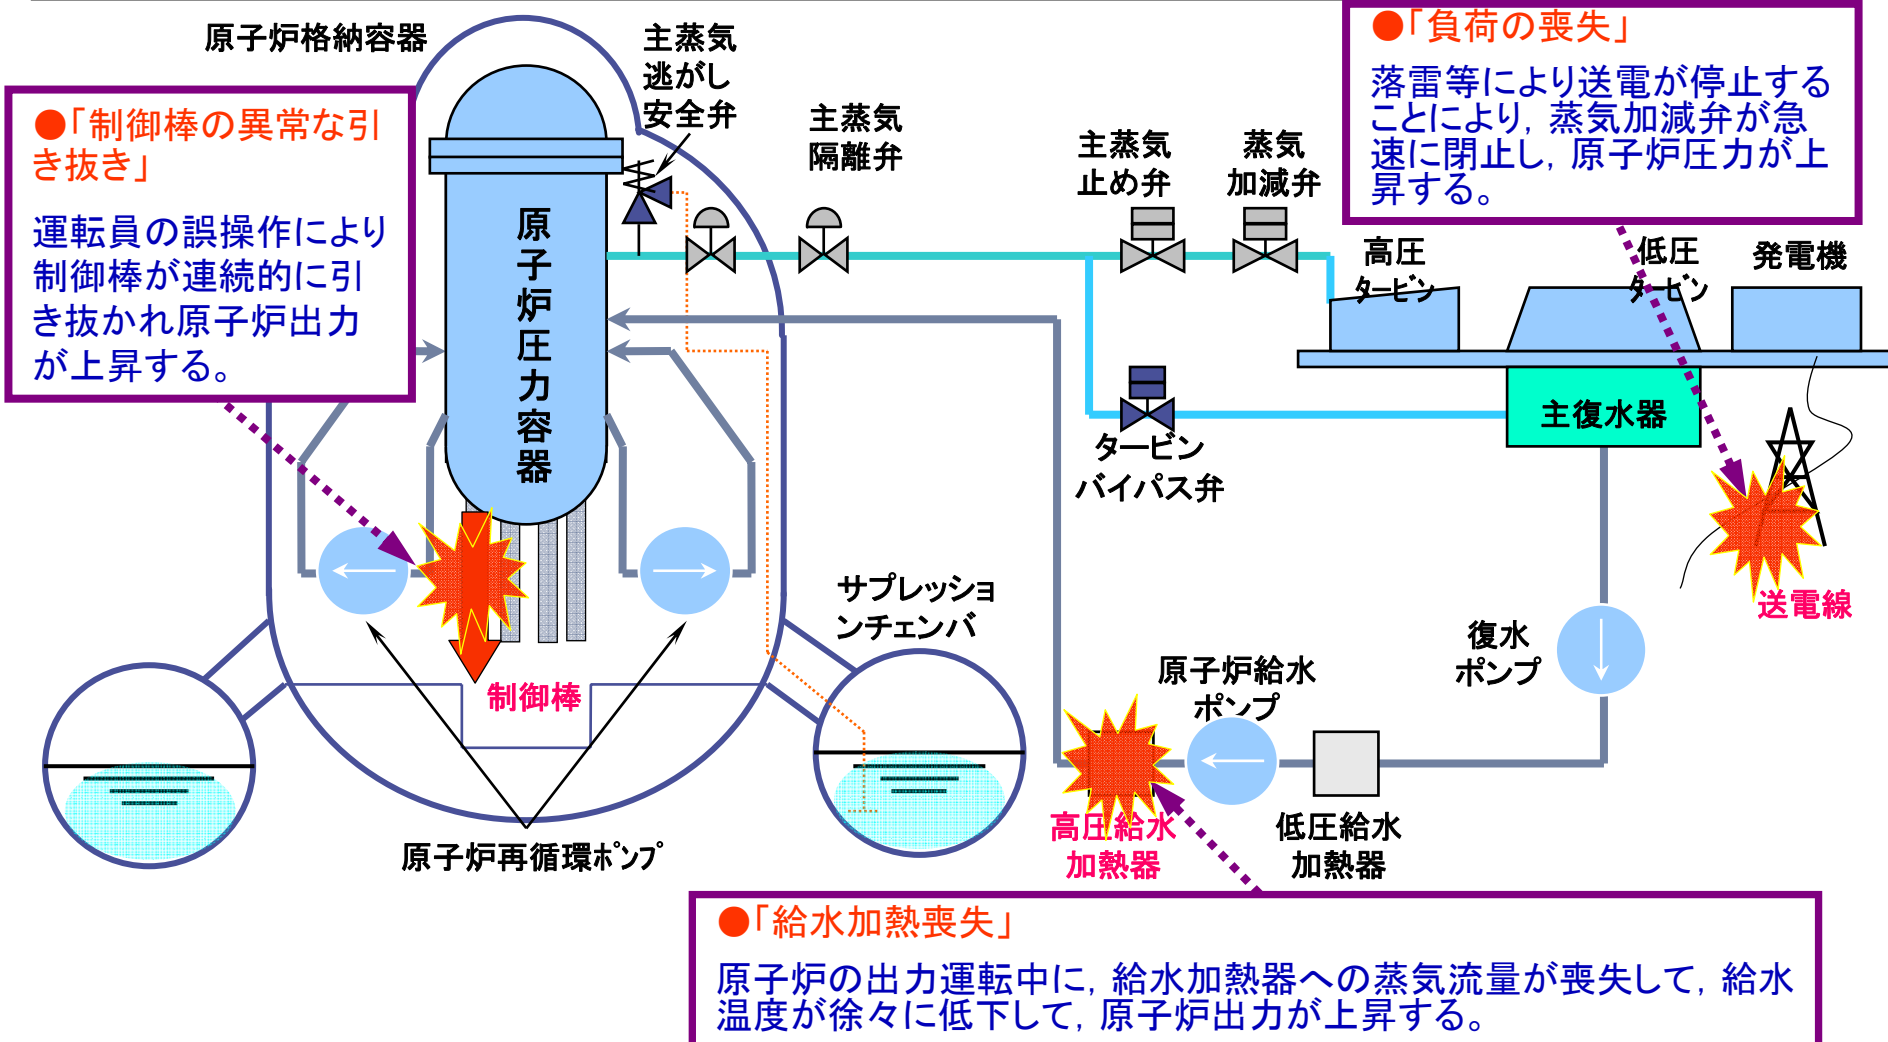 原子炉格納容器
主蒸気
逃がし
安全弁
●「負荷の喪失」
落雷等により送電が停止する
ことにより, 蒸気加減弁が急
速に閉止し, 原子炉圧力が上
昇する。
●「制御棒の異常な引
き抜き」
運転員の誤操作により
制御棒が連続的に引
き抜かれ原子炉出力
が上昇する。
主蒸気
隔離弁
主蒸気
止め弁
蒸気
加減弁
原子炉圧力容器
高圧
タービン
低圧
タービン
発電機
主復水器
タービン
バイパス弁
送電線
サプレッショ
ンチェンバ
復水
ポンプ
原子炉給水
ポンプ
制御棒
高圧給水
加熱器
低圧給水
加熱器
原子炉再循環ポンプ
●「給水加熱喪失」
原子炉の出力運転中に, 給水加熱器への蒸気流量が喪失して, 給水
温度が徐々に低下して, 原子炉出力が上昇する。